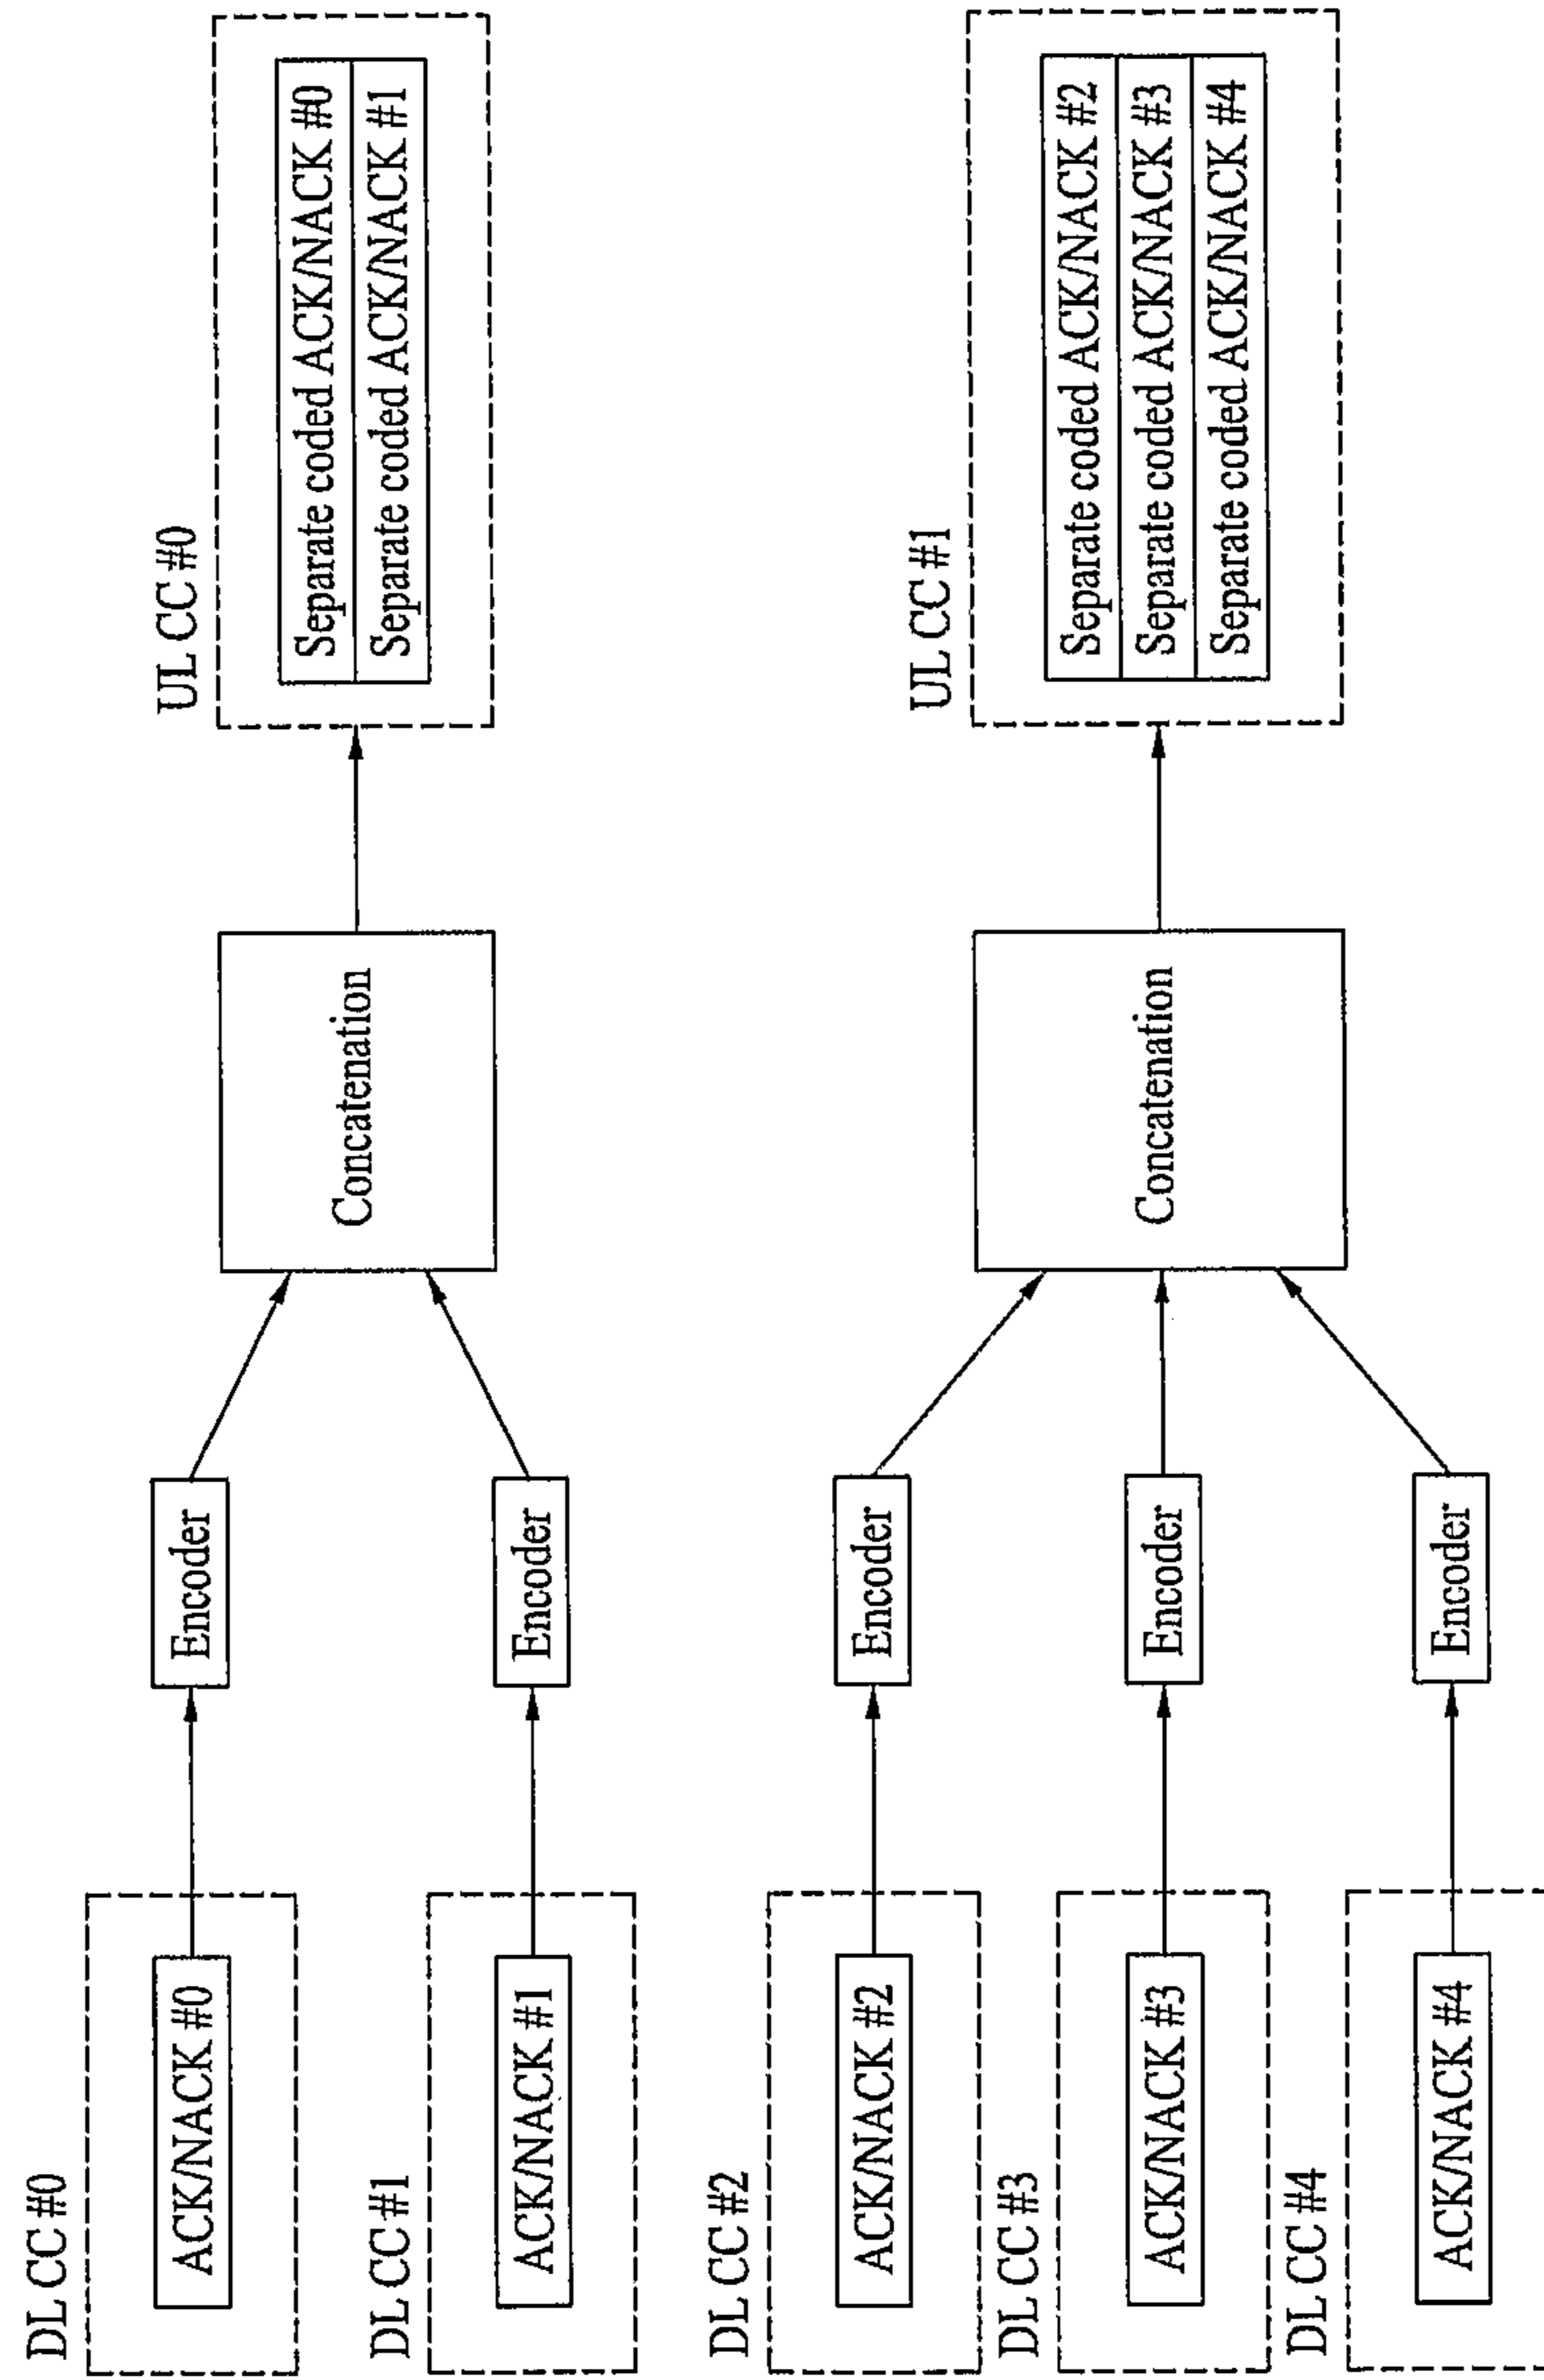 DL CC #0
ACK/NACK #0
Encoder
DL CC #1
ACK/NACK #1
Encoder
Concatenation
UL CC #0
Separate coded ACK/NACK #0
Separate coded ACK/NACK #1
DL CC #2
ACK/NACK #2
Encoder
DL CC #3
ACK/NACK #3
Encoder
DL CC #4
ACK/NACK #4
Encoder
Concatenation
UL CC #1
Separate coded ACK/NACK #2
Separate coded ACK/NACK #3
Separate coded ACK/NACK #4